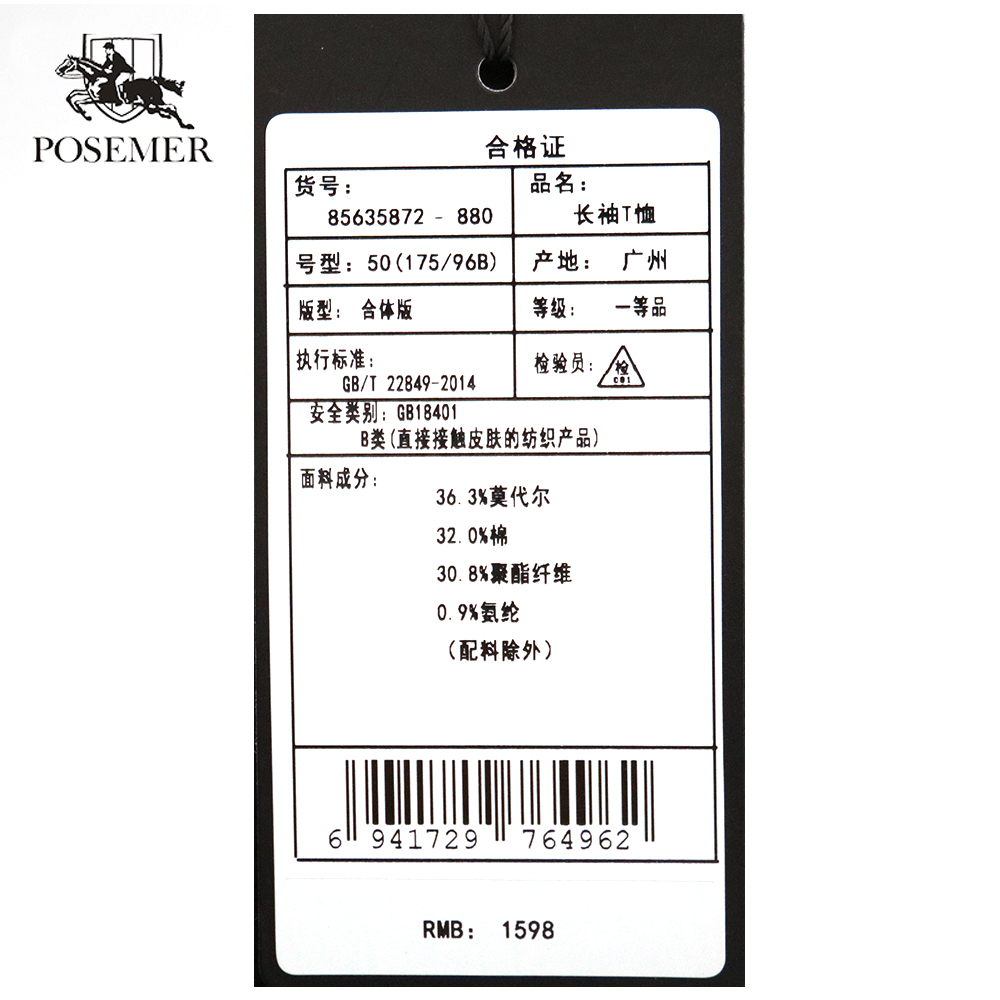 POSEMER
合格证
货号：
85635872 - 880
品名：
长袖T恤
号型：50(175/96B)
产地：广州
版型：合体版
等级：一等品
执行标准：
GB/T 22849-2014
检验员：
检
C01
安全类别：GB18401
B类(直接接触皮肤的纺织产品)
面料成分：
36.3%莫代尔
32.0%棉
30.8%聚酯纤维
0.9%氨纶
(配料除外)
6 941729 764962
RMB： 1598